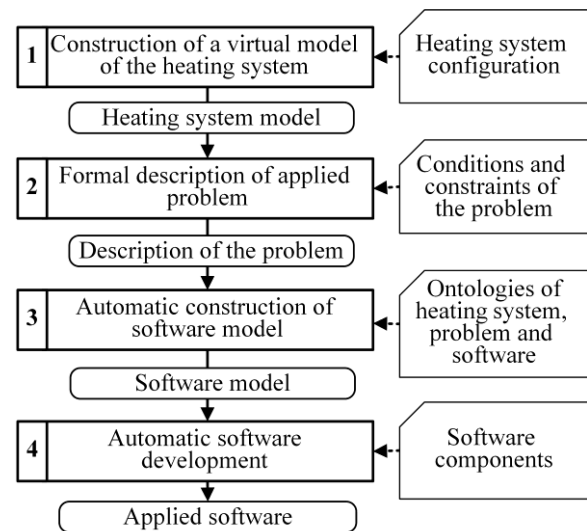 1
Construction of a virtual model
of the heating system
Heating system
configuration
Heating system model
2
Formal description of applied
problem
Conditions and
constraints of
the problem
Description of the problem
3
Automatic construction of
software model
Ontologies of
heating system,
problem and
software
Software model
4
Automatic software
development
Software
components
Applied software